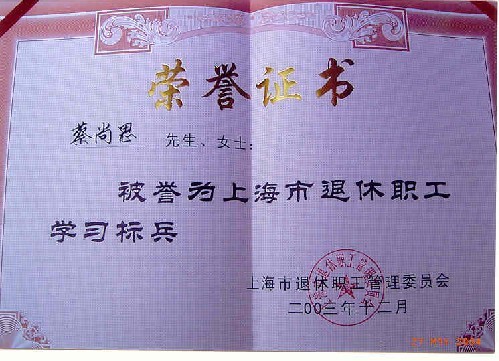 荣誉证书
蔡尚思 先生、女士：
被誉为上海市退休职工
学习标兵
上海市退休职工管理委员会
二00三年十二月